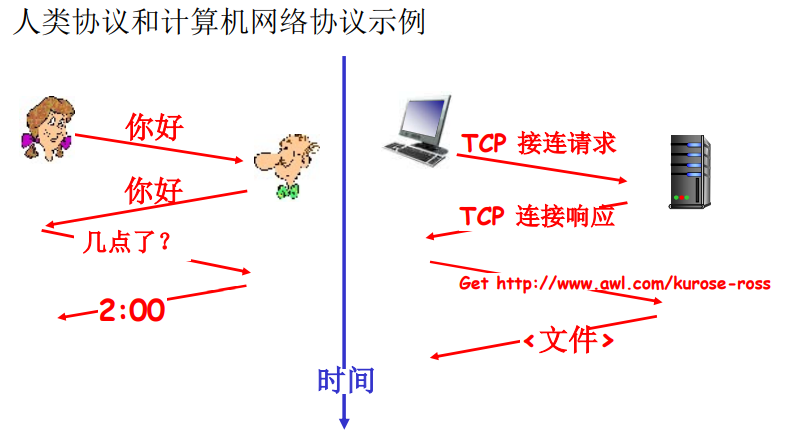 人类协议和计算机网络协议示例
你好
你好
几点了？
2:00
TCP 接连请求
TCP 连接响应
Get http://www.awl.com/kurose-ross
<文件>
时间